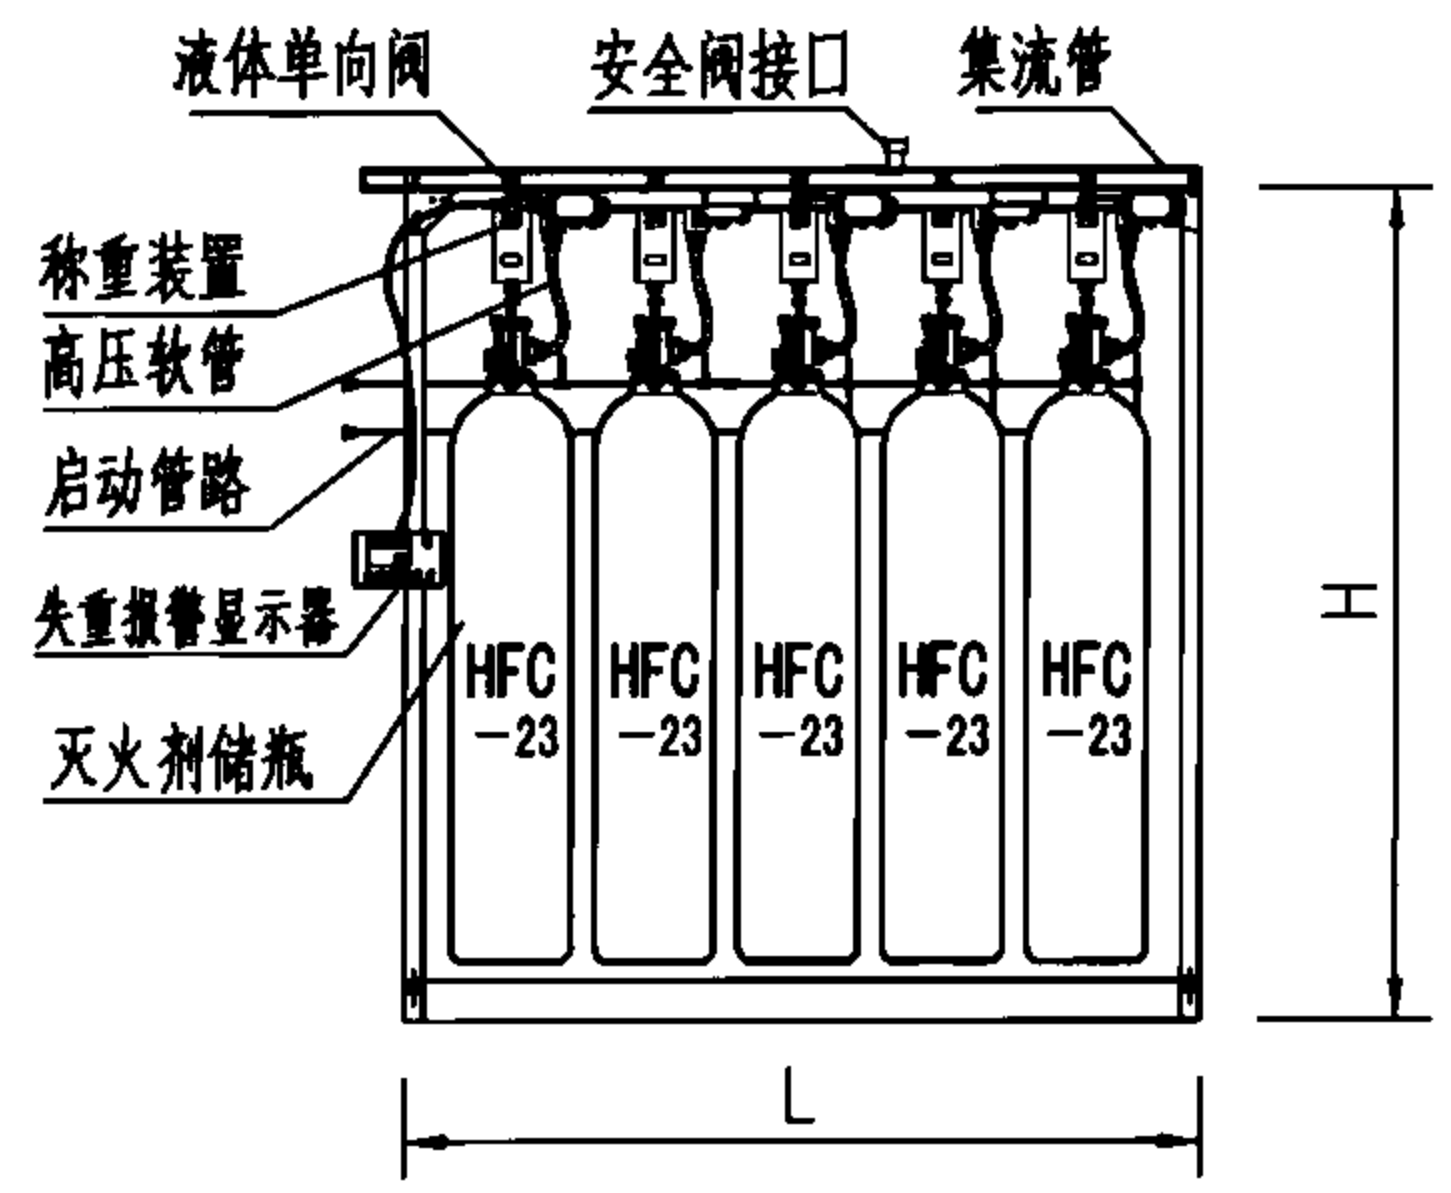 液体单向阀
安全阀接口
集流管
称重装置
高压软管
启动管路
失重报警显示器
灭火剂储瓶
HFC
-23
HFC
-23
HFC
-23
HFC
-23
HFC
-23
H
L